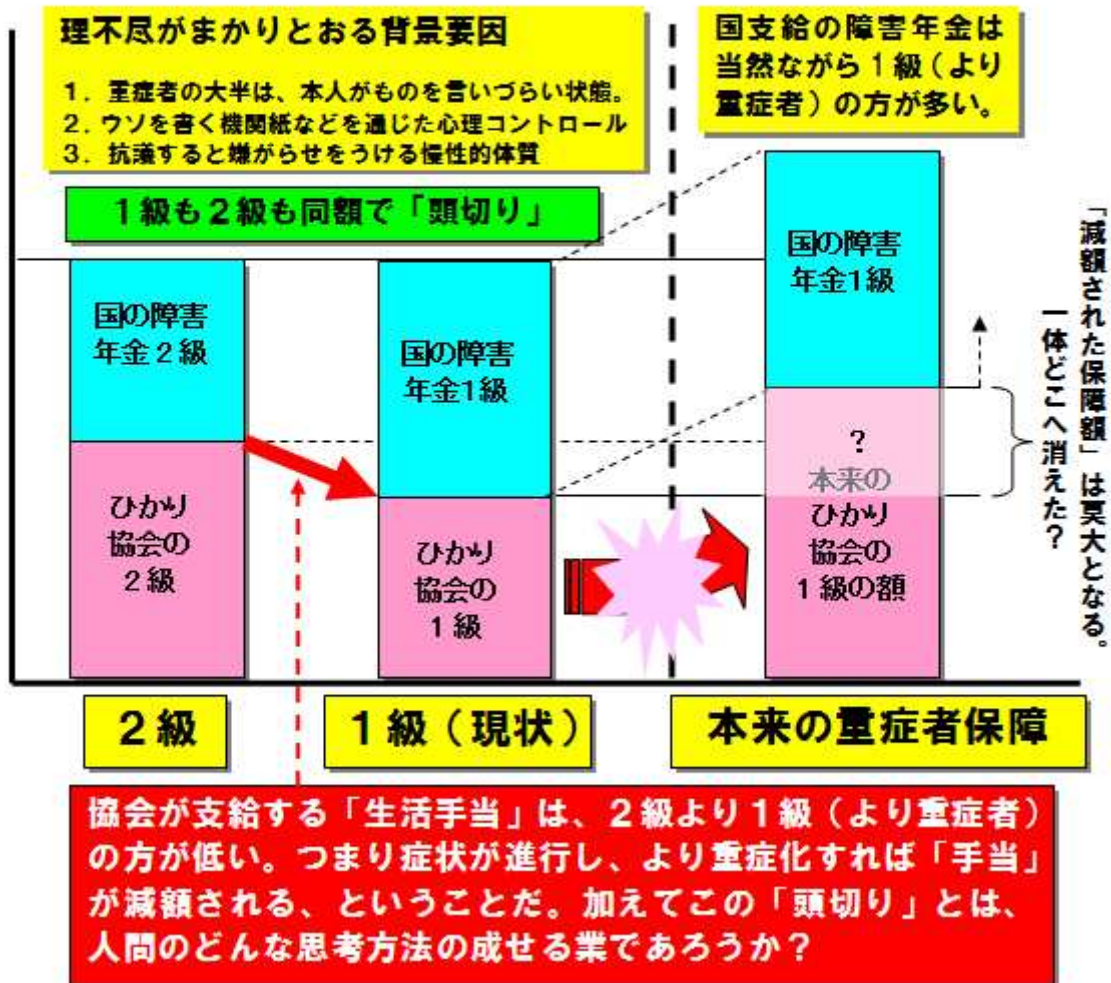 理不尽がまかりとおる背景要因
1. 重症者の大半は、本人がものを言いづらい状態。
2. ウソを書く機関紙などを通じた心理コントロール
3. 抗議すると嫌がらせをうける慢性的体質
国支給の障害年金は
当然ながら1級(より
重症者)の方が多い。
1級も2級も同額で「頭切り」
国の障害
年金2級
ひかり
協会の
2級
国の障害
年金1級
ひかり
協会の
1級
国の障害
年金1級
?
本来の
ひかり
協会の
1級の額
「減額された保障額」は莫大となる。
一体どこへ消えた?
2級
1級(現状)
本来の重症者保障
協会が支給する「生活手当」は、2級より1級(より重症者)
の方が低い。つまり症状が進行し、より重症化すれば「手当」
が減額される、ということだ。加えてこの「頭切り」とは、
人間のどんな思考方法の成せる業であろうか?